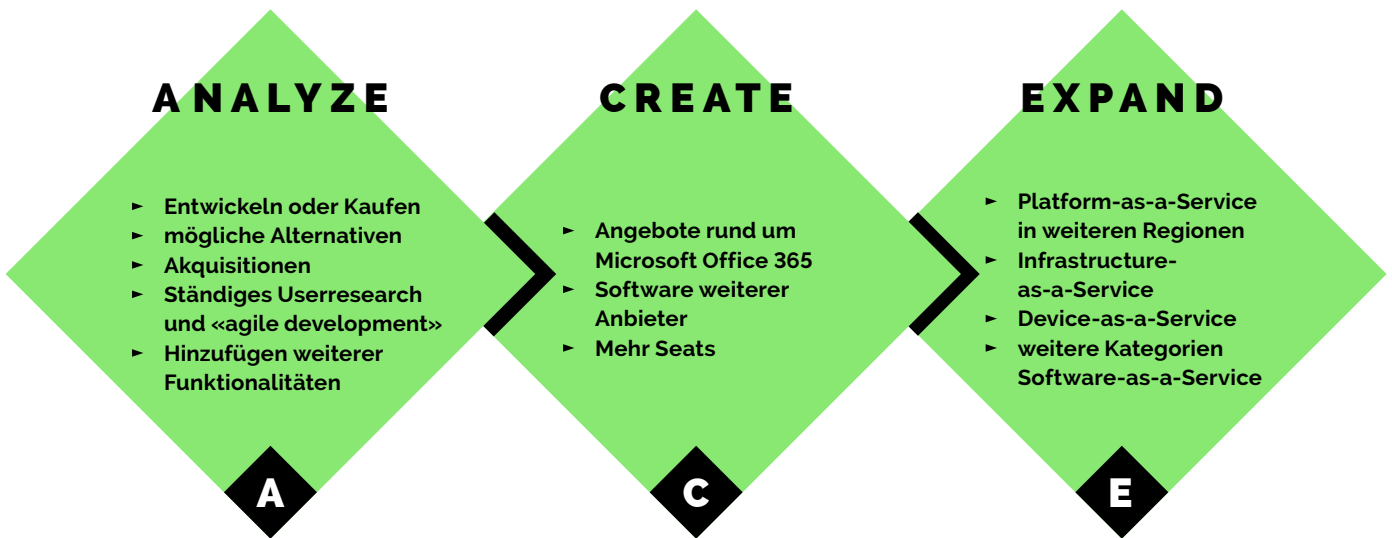 ANALYZE
► Entwickeln oder Kaufen
► mögliche Alternativen
► Akquisitionen
► Ständiges Userresearch
und «agile development»
► Hinzufügen weiterer
Funktionalitäten
A
CREATE
► Angebote rund um
Microsoft Office 365
► Software weiterer
Anbieter
► Mehr Seats
C
EXPAND
► Platform-as-a-Service
in weiteren Regionen
► Infrastructure-
as-a-Service
► Device-as-a-Service
► weitere Kategorien
Software-as-a-Service
E